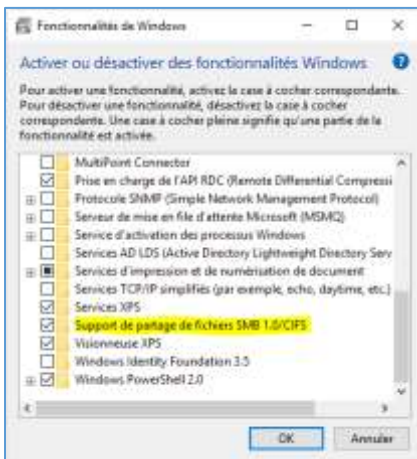 Fonctionnalités de Windows
Activer ou désactiver des fonctionnalités Windows
Pour activer une fonctionnalité, activez la case à cocher correspondante.
Pour désactiver une fonctionnalité, désactivez la case à cocher
correspondante. Une case à cocher pleine signifie qu'une partie de la
fonctionnalité est activée.
MultiPoint Connector
Prise en charge de l'API RDC (Remote Differential Compressi
Protocole SNMP (Simple Network Management Protocol)
Serveur de mise en file d'attente Microsoft (MSMQ)
Service d'activation des processus Windows
Services AD LDS (Active Directory Lightweight Directory Serv
Services d'impression et de numérisation de document
Services TCP/IP simplifiés (par exemple, echo, daytime, etc.)
Services XPS
Support de partage de fichiers SMB 1.0/CIFS
Visionneuse XPS
Windows Identity Foundation 3.5
Windows PowerShell 2.0
OK Annuler